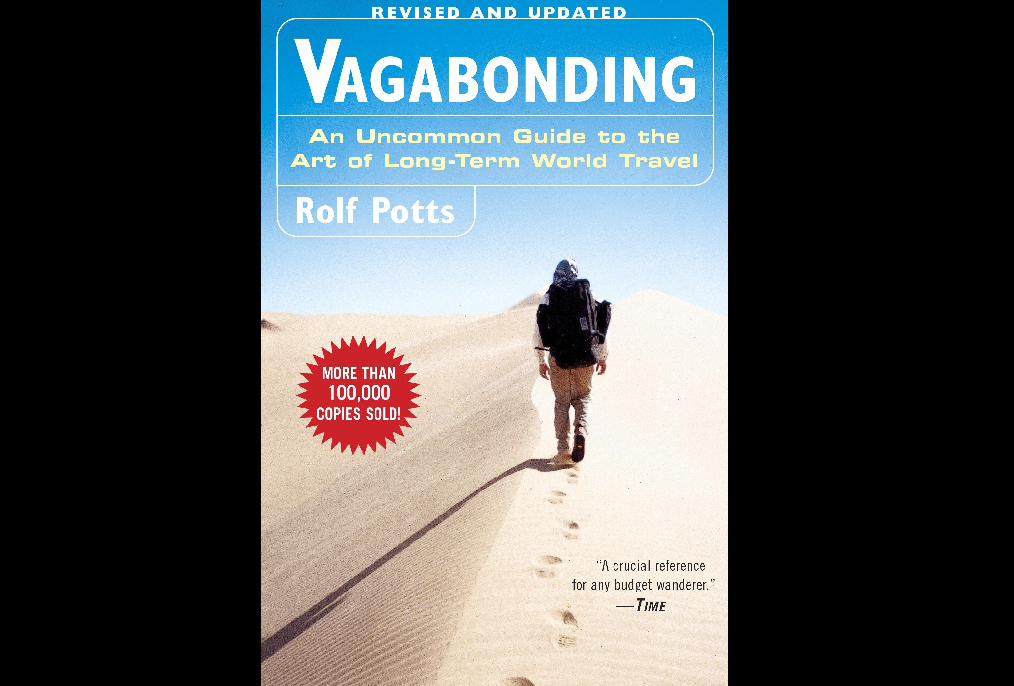 REVISED AND UPDATED
VAGABONDING
An Uncommon Guide to the
Art of Long-Term World Travel
Rolf Potts
MORE THAN
100,000
COPIES SOLD!
“A crucial reference
for any budget wanderer.”
—TIME